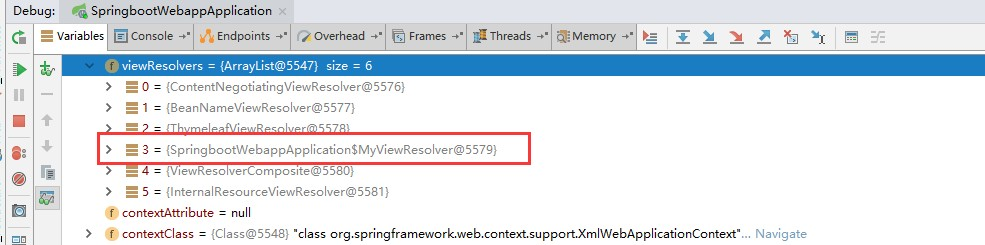 Debug: SpringbootWebappApplication ×
Variables Console →" Endpoints →" Overhead →" Frames →" Threads →" Memory →"
f viewResolvers = {ArrayList@5547} size = 6
0 = {ContentNegotiatingViewResolver@5576}
1 = {BeanNameViewResolver@5577}
2 = {ThymeleafViewResolver@5578}
3 = {SpringbootWebappApplication$MyViewResolver@5579}
4 = {ViewResolverComposite@5580}
5 = {InternalResourceViewResolver@5581}
f contextAttribute = null
f contextClass = {Class@5548} "class org.springframework.web.context.support.XmlWebApplicationContext"... Navigate